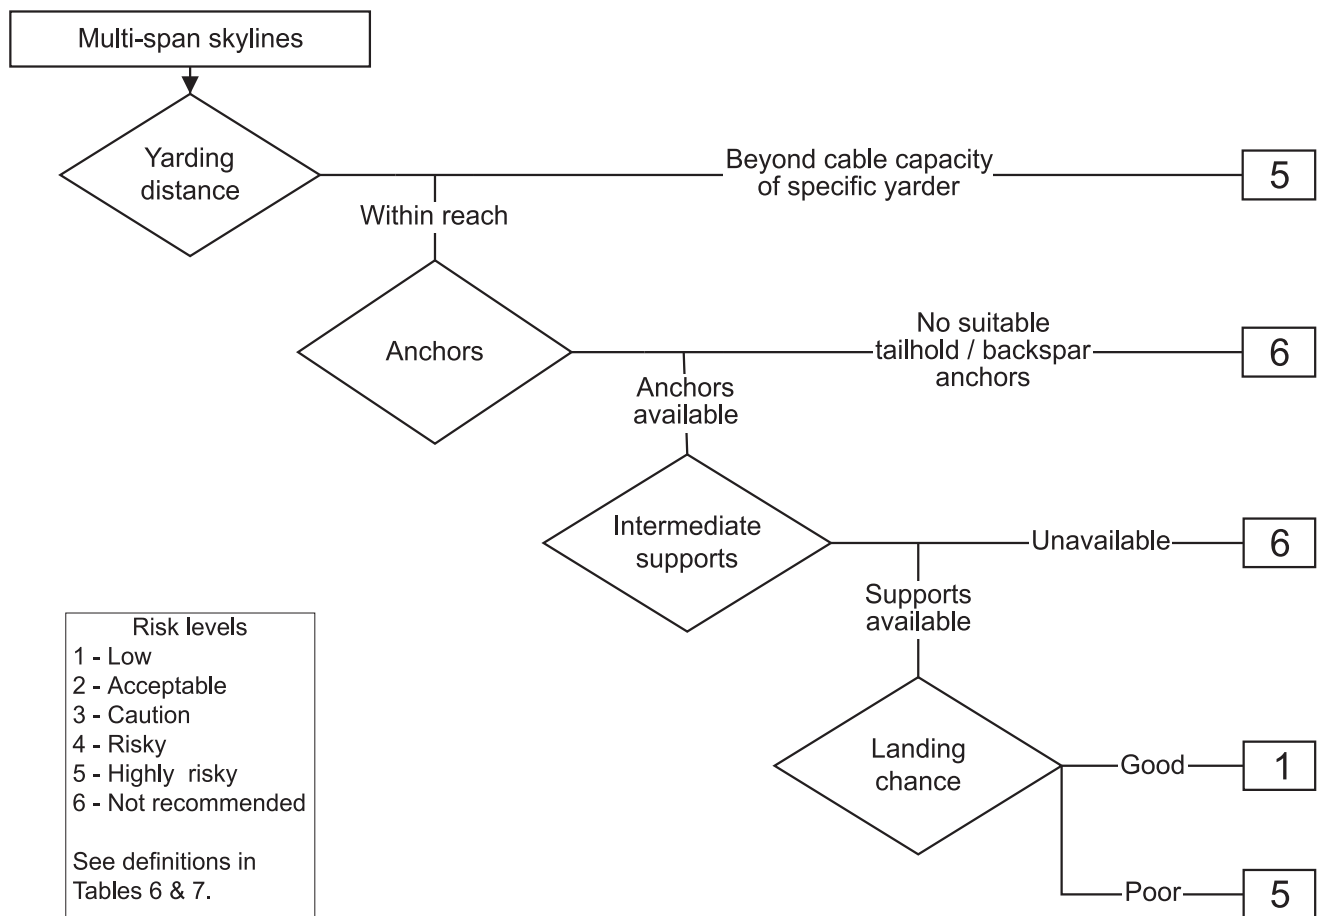 Multi-span skylines
Yarding
distance
Beyond cable capacity
of specific yarder
5
Within reach
Anchors
No suitable
tailhold / backspar
anchors
6
Anchors
available
Intermediate
supports
Unavailable
6
Supports
available
Landing
chance
Good
1
Poor
5
Risk levels
1 - Low
2 - Acceptable
3 - Caution
4 - Risky
5 - Highly risky
6 - Not recommended
See definitions in
Tables 6 & 7.